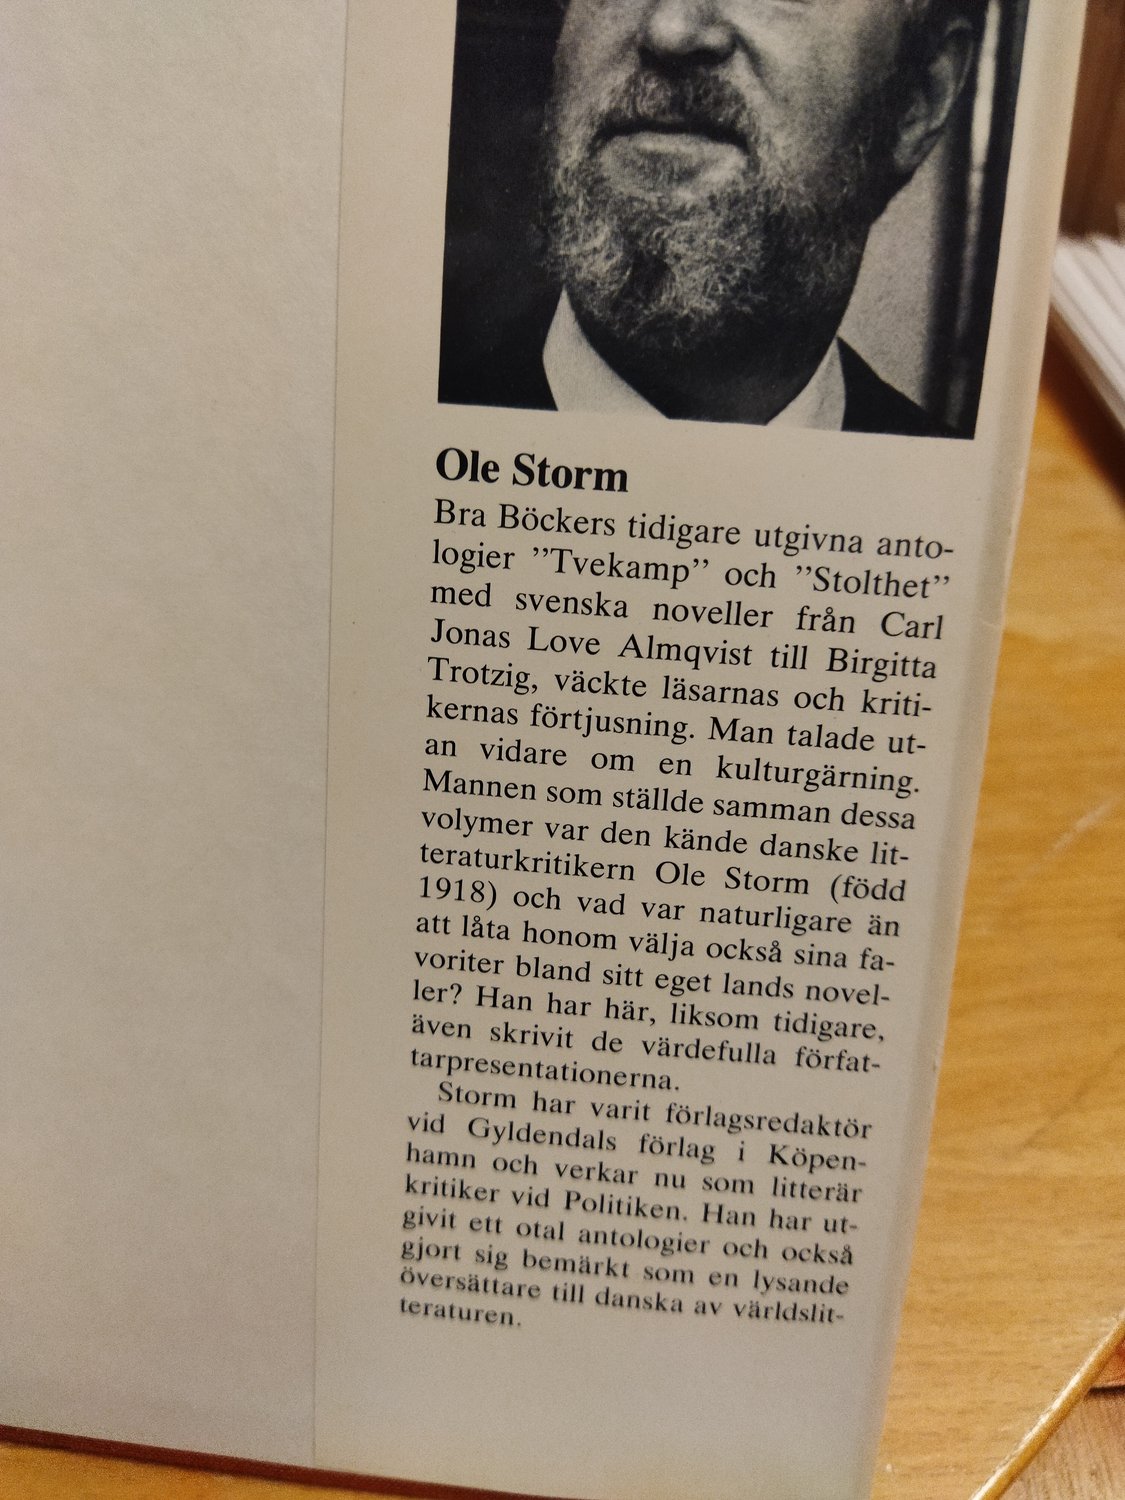 Ole Storm
Bra Böckers tidigare utgivna anto-
logier ”Tvekamp” och ”Stolthet”
med svenska noveller från Carl
Jonas Love Almqvist till Birgitta
Trotzig, väckte läsarnas och kriti-
kernas förtjusning. Man talade ut-
an vidare om en kulturgärning.
Mannen som ställde samman dessa
volymer var den kände danske lit-
teraturkritikern Ole Storm (född
1918) och vad var naturligare än
att låta honom välja också sina fa-
voriter bland sitt eget lands novel-
ler? Han har här, liksom tidigare,
även skrivit de värdefulla förfat-
tarpresentationerna.
Storm har varit förlagsredaktör
vid Gyldendals förlag i Köpen-
hamn och verkar nu som litterär
kritiker vid Politiken. Han har ut-
givit ett otal antologier och också
gjort sig bemärkt som en lysande
översättare till danska av världslit-
teraturen.